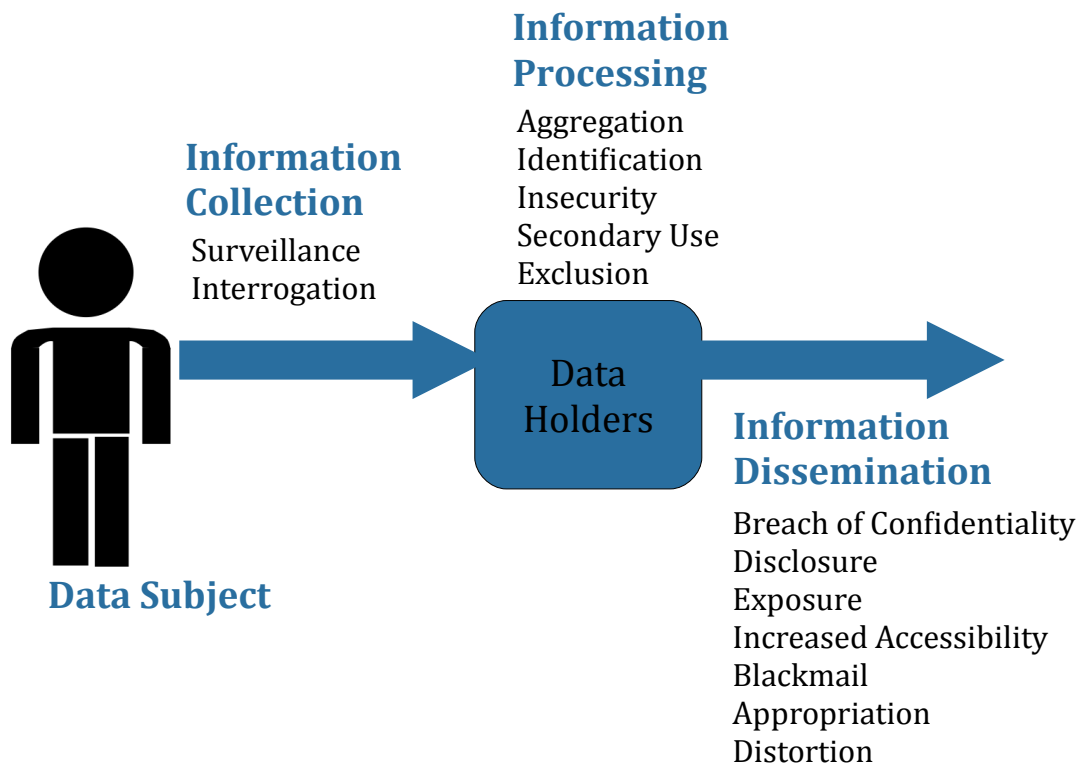 Information
Collection
Surveillance
Interrogation
Data Subject
Information
Processing
Aggregation
Identification
Insecurity
Secondary Use
Exclusion
Data
Holders
Information
Dissemination
Breach of Confidentiality
Disclosure
Exposure
Increased Accessibility
Blackmail
Appropriation
Distortion